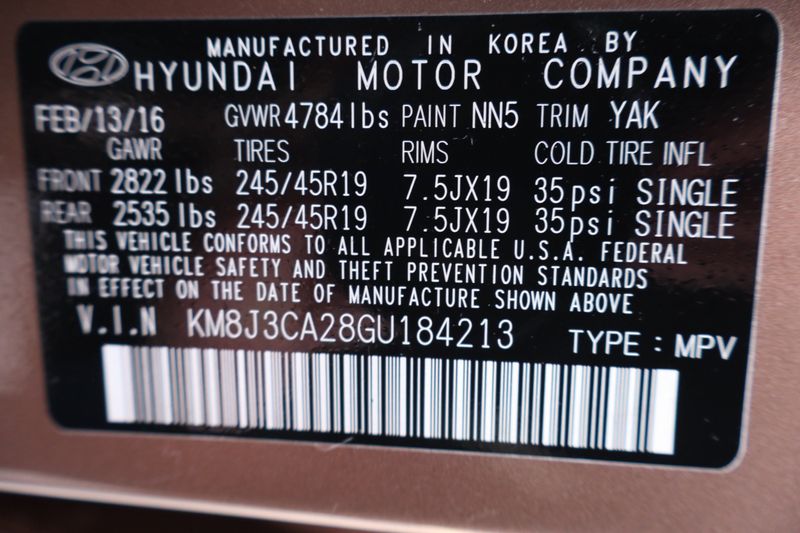 MANUFACTURED IN KOREA BY
HYUNDAI MOTOR COMPANY
FEB/13/16 GVWR 4784lbs PAINT NN5 TRIM YAK
GAWR TIRES RIMS COLD TIRE INFL
FRONT 2822 lbs 245/45R19 7.5JX19 35psi SINGLE
REAR 2535 lbs 245/45R19 7.5JX19 35psi SINGLE
THIS VEHICLE CONFORMS TO ALL APPLICABLE U.S.A. FEDERAL
MOTOR VEHICLE SAFETY AND THEFT PREVENTION STANDARDS
IN EFFECT ON THE DATE OF MANUFACTURE SHOWN ABOVE
V.I.N KM8J3CA28GU184213 TYPE : MPV